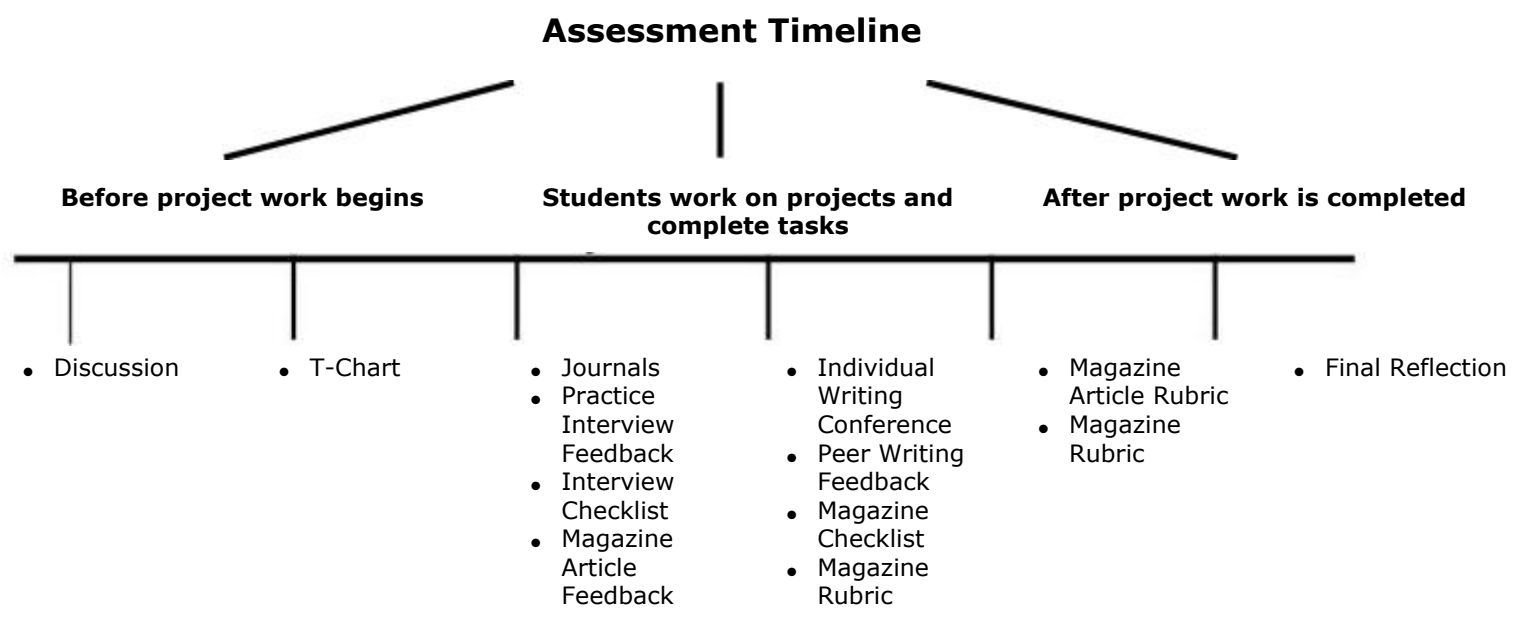 Assessment Timeline
Before project work begins
Students work on projects and
complete tasks
After project work is completed
• Discussion
• T-Chart
• Journals
• Practice
Interview
Feedback
• Interview
Checklist
• Magazine
Article
Feedback
• Individual
Writing
Conference
• Peer Writing
Feedback
• Magazine
Checklist
• Magazine
Rubric
• Magazine
Article Rubric
• Magazine
Rubric
• Final Reflection